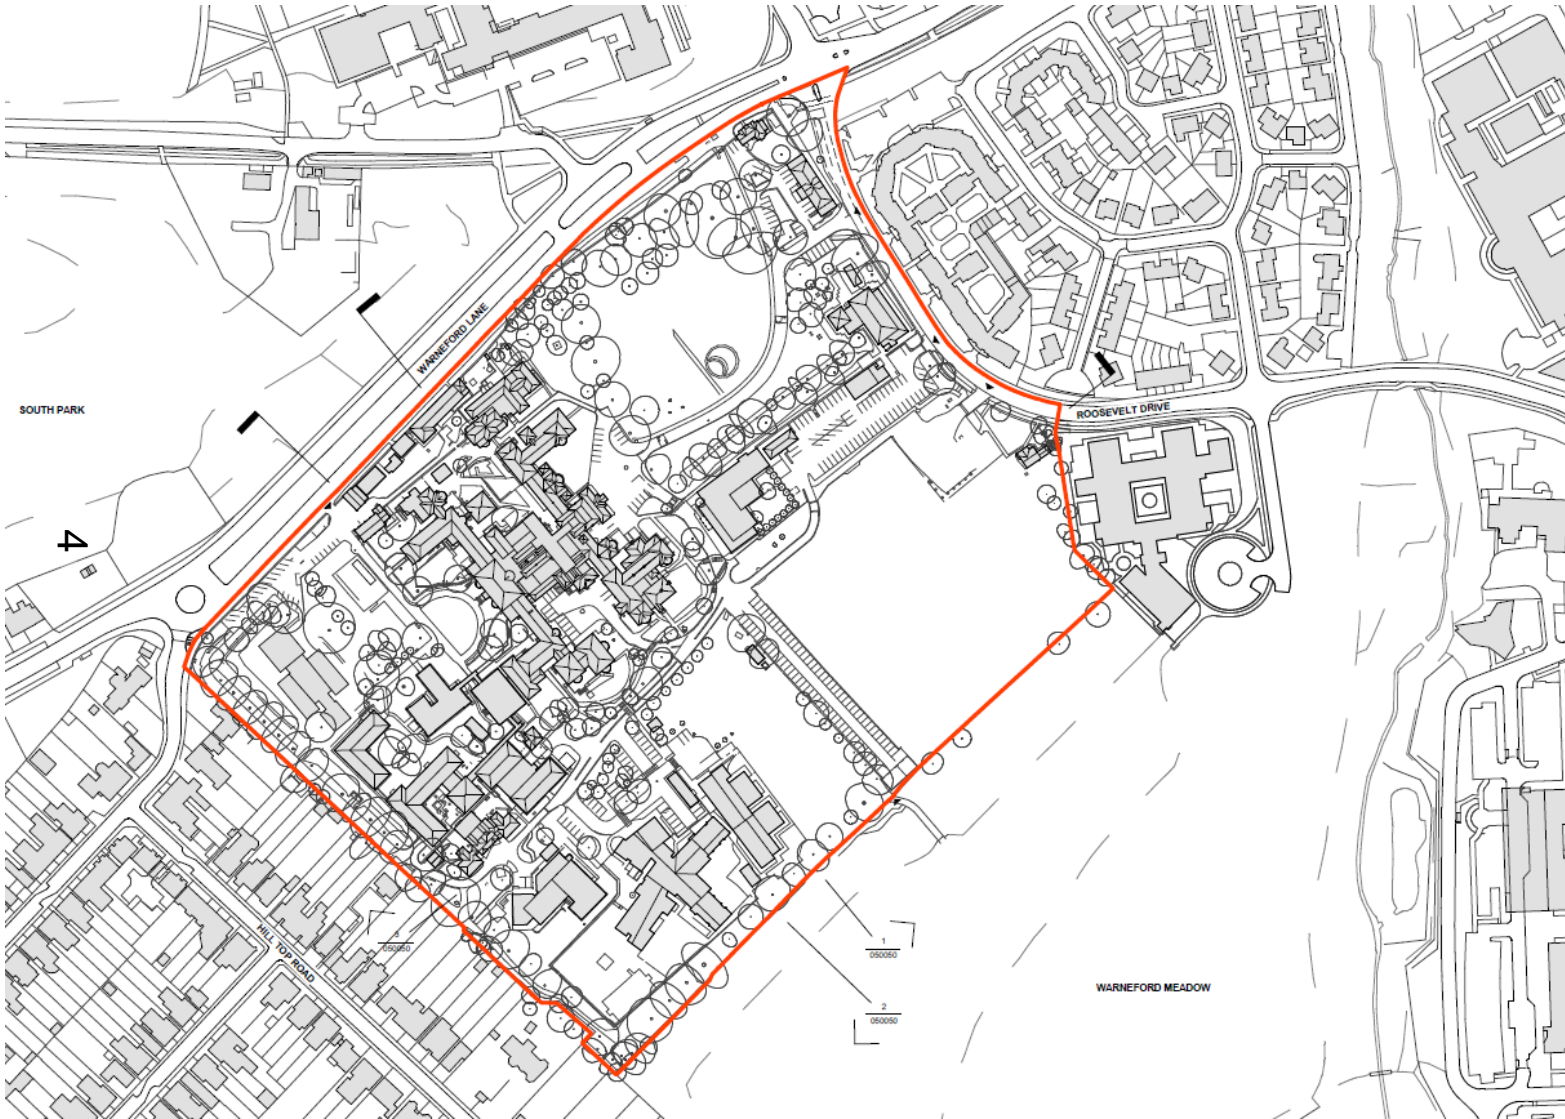 WARNEFORD LANE
SOUTH PARK
ROOSEVELT DRIVE
4
HILL TOP ROAD
3
050050
1
050050
WARNEFORD MEADOW
2
050050